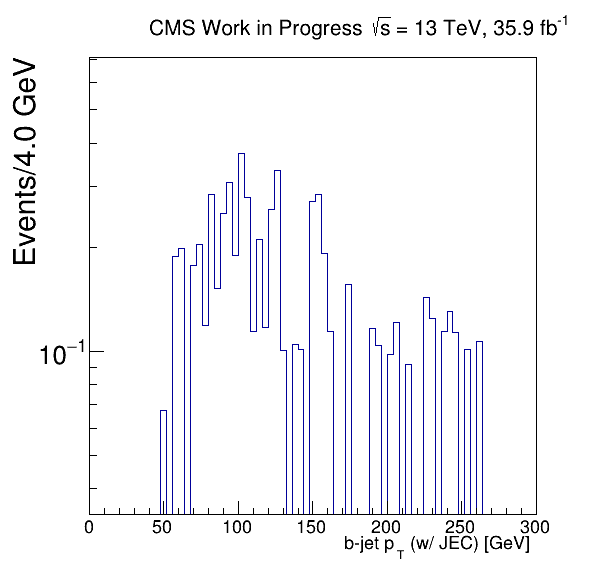 CMS Work in Progress √s = 13 TeV, 35.9 fb⁻¹
Events/4.0 GeV
10⁻¹
0 50 100 150 200 250 300
b-jet p_T (w/ JEC) [GeV]